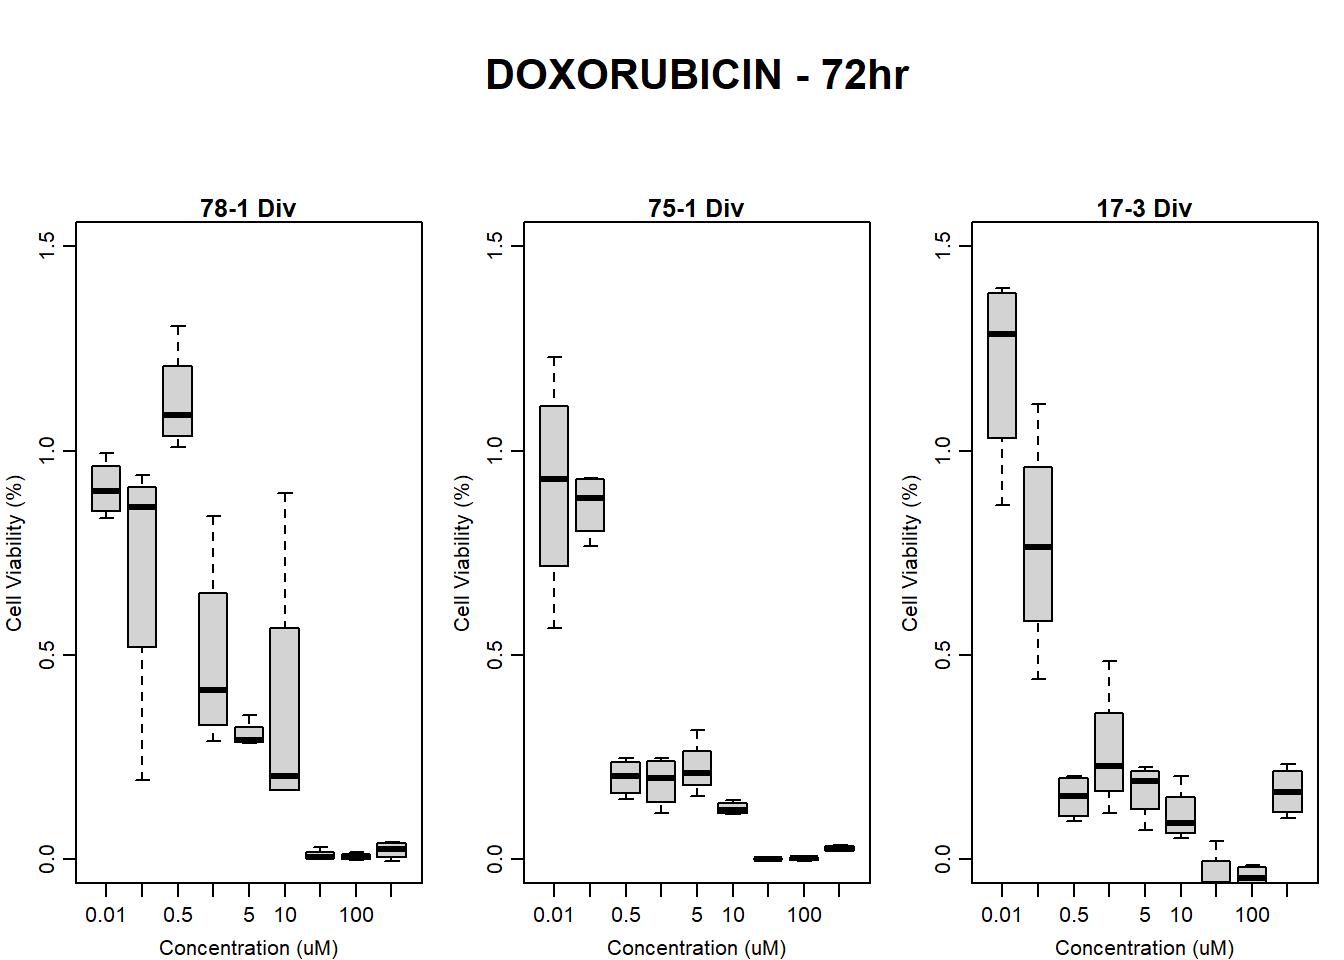 DOXORUBICIN - 72hr
78-1 Div
75-1 Div
17-3 Div
Cell Viability (%)
0.0
0.5
1.0
1.5
0.01 0.5 5 10 100
Concentration (uM)
Cell Viability (%)
0.0
0.5
1.0
1.5
0.01 0.5 5 10 100
Concentration (uM)
Cell Viability (%)
0.0
0.5
1.0
1.5
0.01 0.5 5 10 100
Concentration (uM)